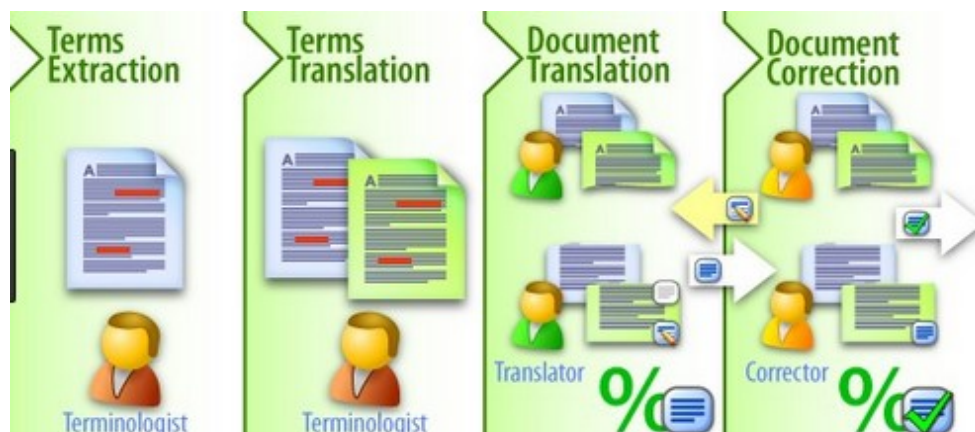 Terms
Extraction
Terms
Translation
Document
Translation
Document
Correction
A
A
A
A
A
Terminologist
Terminologist
Translator
Corrector
%
%